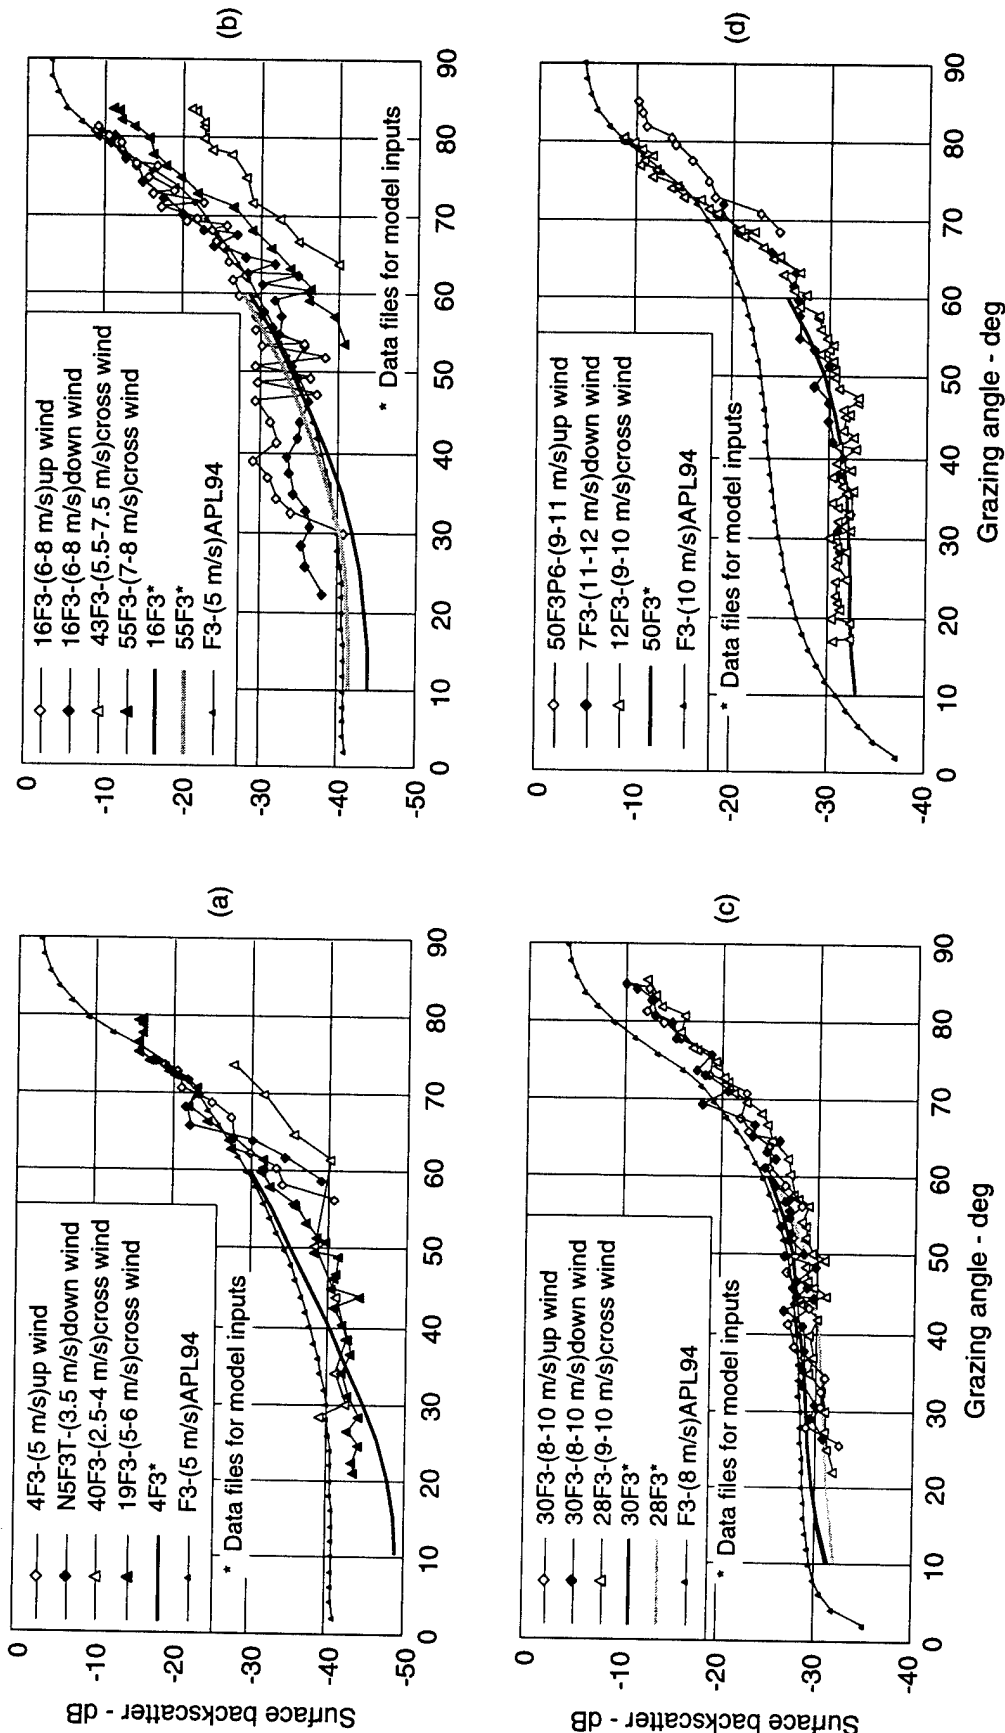 (a)
Surface backscatter - dB
0
-10
-20
-30
-40
-50
4F3-(5 m/s)up wind
N5F3T-(3.5 m/s)down wind
40F3-(2.5-4 m/s)cross wind
19F3-(5-6 m/s)cross wind
4F3*
F3-(5 m/s)APL94
* Data files for model inputs
0 10 20 30 40 50 60 70 80 90
(b)
0
-10
-20
-30
-40
-50
16F3-(6-8 m/s)up wind
16F3-(6-8 m/s)down wind
43F3-(5.5-7.5 m/s)cross wind
55F3-(7-8 m/s)cross wind
16F3*
55F3*
F3-(5 m/s)APL94
* Data files for model inputs
0 10 20 30 40 50 60 70 80 90
(c)
Surface backscatter - dB
0
-10
-20
-30
-40
30F3-(8-10 m/s)up wind
30F3-(8-10 m/s)down wind
28F3-(9-10 m/s)cross wind
30F3*
28F3*
F3-(8 m/s)APL94
* Data files for model inputs
0 10 20 30 40 50 60 70 80 90
Grazing angle - deg
(d)
0
-10
-20
-30
-40
50F3P6-(9-11 m/s)up wind
7F3-(11-12 m/s)down wind
12F3-(9-10 m/s)cross wind
50F3*
F3-(10 m/s)APL94
* Data files for model inputs
0 10 20 30 40 50 60 70 80 90
Grazing angle - deg